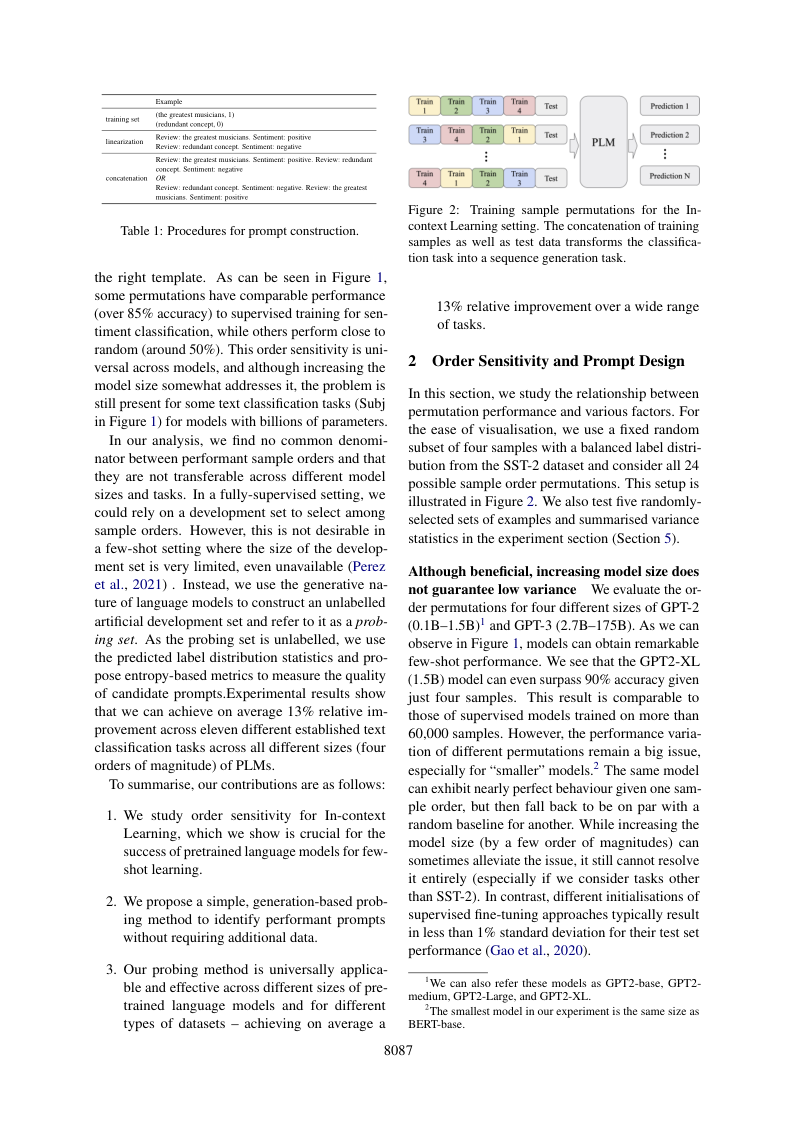 Example
training set
(the greatest musicians, 1)
(redundant concept, 0)
linearization
Review: the greatest musicians. Sentiment: positive
Review: redundant concept. Sentiment: negative
concatenation
Review: the greatest musicians. Sentiment: positive. Review: redundant
concept. Sentiment: negative
OR
Review: redundant concept. Sentiment: negative. Review: the greatest
musicians. Sentiment: positive
Table 1: Procedures for prompt construction.
the right template. As can be seen in Figure 1,
some permutations have comparable performance
(over 85% accuracy) to supervised training for sen-
timent classification, while others perform close to
random (around 50%). This order sensitivity is uni-
versal across models, and although increasing the
model size somewhat addresses it, the problem is
still present for some text classification tasks (Subj
in Figure 1) for models with billions of parameters.
In our analysis, we find no common denomi-
nator between performant sample orders and that
they are not transferable across different model
sizes and tasks. In a fully-supervised setting, we
could rely on a development set to select among
sample orders. However, this is not desirable in
a few-shot setting where the size of the develop-
ment set is very limited, even unavailable (Perez
et al., 2021) . Instead, we use the generative na-
ture of language models to construct an unlabelled
artificial development set and refer to it as a prob-
ing set. As the probing set is unlabelled, we use
the predicted label distribution statistics and pro-
pose entropy-based metrics to measure the quality
of candidate prompts.Experimental results show
that we can achieve on average 13% relative im-
provement across eleven different established text
classification tasks across all different sizes (four
orders of magnitude) of PLMs.
To summarise, our contributions are as follows:
1. We study order sensitivity for In-context
Learning, which we show is crucial for the
success of pretrained language models for few-
shot learning.
2. We propose a simple, generation-based prob-
ing method to identify performant prompts
without requiring additional data.
3. Our probing method is universally applica-
ble and effective across different sizes of pre-
trained language models and for different
types of datasets – achieving on average a
Train 1 Train 2 Train 3 Train 4 Test
Train 3 Train 4 Train 2 Train 1 Test
Train 4 Train 1 Train 2 Train 3 Test
PLM
Prediction 1
Prediction 2
Prediction N
Figure 2: Training sample permutations for the In-
context Learning setting. The concatenation of training
samples as well as test data transforms the classifica-
tion task into a sequence generation task.
13% relative improvement over a wide range
of tasks.
2 Order Sensitivity and Prompt Design
In this section, we study the relationship between
permutation performance and various factors. For
the ease of visualisation, we use a fixed random
subset of four samples with a balanced label distri-
bution from the SST-2 dataset and consider all 24
possible sample order permutations. This setup is
illustrated in Figure 2. We also test five randomly-
selected sets of examples and summarised variance
statistics in the experiment section (Section 5).
Although beneficial, increasing model size does
not guarantee low variance We evaluate the or-
der permutations for four different sizes of GPT-2
(0.1B–1.5B)1 and GPT-3 (2.7B–175B). As we can
observe in Figure 1, models can obtain remarkable
few-shot performance. We see that the GPT2-XL
(1.5B) model can even surpass 90% accuracy given
just four samples. This result is comparable to
those of supervised models trained on more than
60,000 samples. However, the performance varia-
tion of different permutations remain a big issue,
especially for “smaller” models.2 The same model
can exhibit nearly perfect behaviour given one sam-
ple order, but then fall back to be on par with a
random baseline for another. While increasing the
model size (by a few order of magnitudes) can
sometimes alleviate the issue, it still cannot resolve
it entirely (especially if we consider tasks other
than SST-2). In contrast, different initialisations of
supervised fine-tuning approaches typically result
in less than 1% standard deviation for their test set
performance (Gao et al., 2020).
1We can also refer these models as GPT2-base, GPT2-
medium, GPT2-Large, and GPT2-XL.
2The smallest model in our experiment is the same size as
BERT-base.
8087